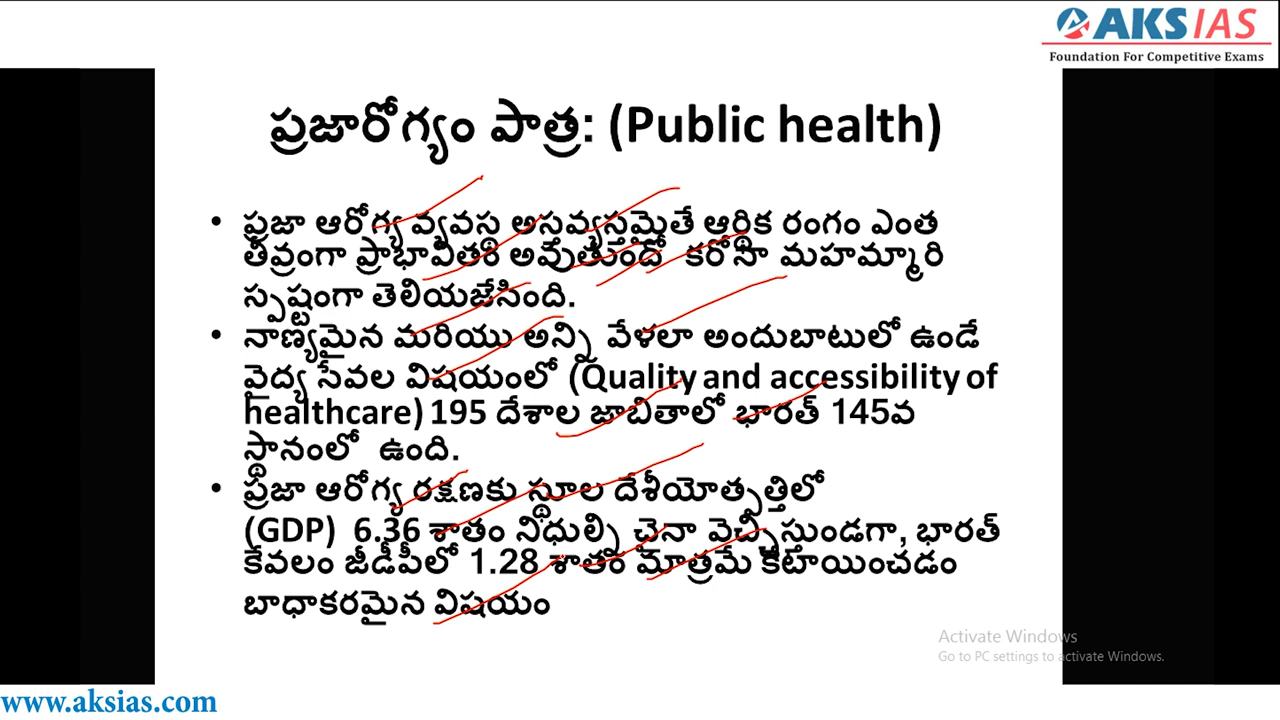 AKS IAS
Foundation For Competitive Exams
ప్రజారోగ్యం పాత్ర: (Public health)
• ప్రజా ఆరోగ్య వ్యవస్థ అస్తవ్యస్తమైతే ఆర్థిక రంగం ఎంత
తీవ్రంగా ప్రాభావితం అవుతుందో కరోనా మహమ్మారి
స్పష్టంగా తెలియజేసింది.
• నాణ్యమైన మరియు అన్ని వేళలా అందుబాటులో ఉండే
వైద్య సేవల విషయంలో (Quality and accessibility of
healthcare) 195 దేశాల జాబితాలో భారత్ 145వ
స్థానంలో ఉంది.
• ప్రజా ఆరోగ్య రక్షణకు స్థూల దేశీయోత్పత్తిలో
(GDP) 6.36 శాతం నిధుల్ని చైనా వెచ్చిస్తుండగా, భారత్
కేవలం జీడీపీలో 1.28 శాతం మాత్రమే కేటాయించడం
బాధాకరమైన విషయం
Activate Windows
Go to PC settings to activate Windows.
www.aksias.com